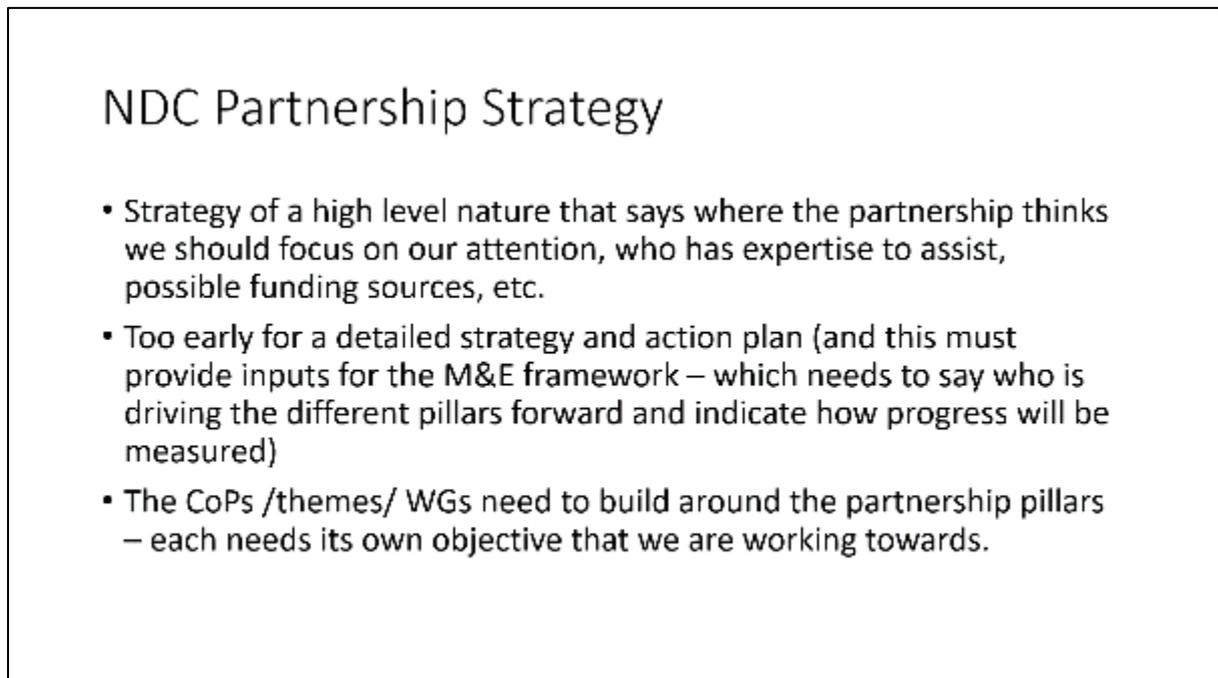 NDC Partnership Strategy
• Strategy of a high level nature that says where the partnership thinks
we should focus on our attention, who has expertise to assist,
possible funding sources, etc.
• Too early for a detailed strategy and action plan (and this must
provide inputs for the M&E framework – which needs to say who is
driving the different pillars forward and indicate how progress will be
measured)
• The CoPs /themes/ WGs need to build around the partnership pillars
– each needs its own objective that we are working towards.